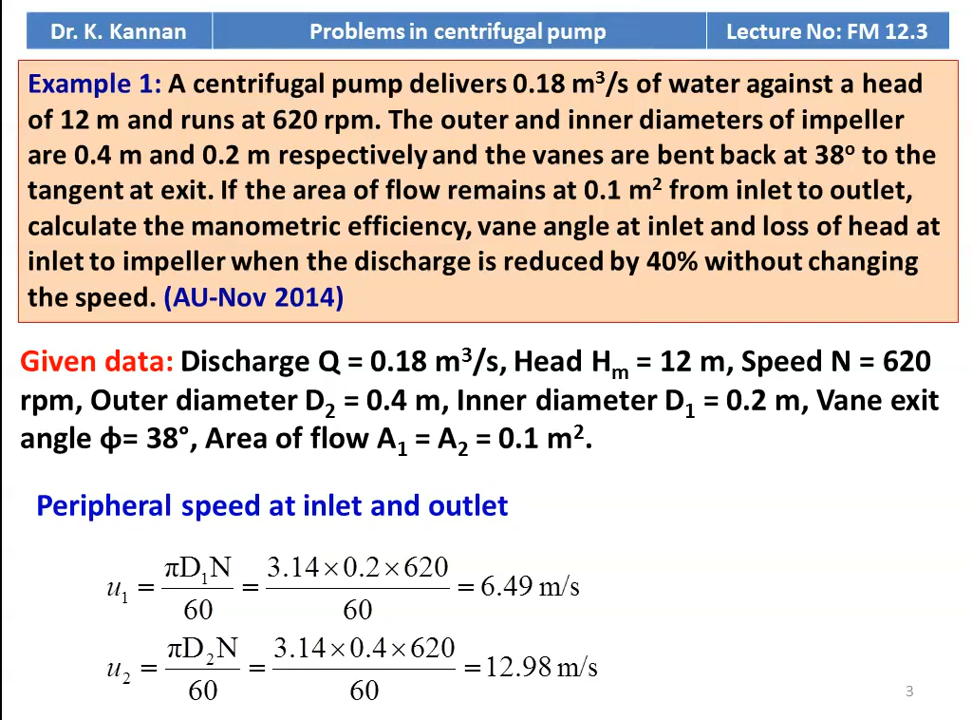 Dr. K. Kannan Problems in centrifugal pump Lecture No: FM 12.3
Example 1: A centrifugal pump delivers 0.18 m³/s of water against a head
of 12 m and runs at 620 rpm. The outer and inner diameters of impeller
are 0.4 m and 0.2 m respectively and the vanes are bent back at 38° to the
tangent at exit. If the area of flow remains at 0.1 m² from inlet to outlet,
calculate the manometric efficiency, vane angle at inlet and loss of head at
inlet to impeller when the discharge is reduced by 40% without changing
the speed. (AU-Nov 2014)
Given data: Discharge Q = 0.18 m³/s, Head Hₘ = 12 m, Speed N = 620
rpm, Outer diameter D₂ = 0.4 m, Inner diameter D₁ = 0.2 m, Vane exit
angle ф= 38°, Area of flow A₁ = A₂ = 0.1 m².
Peripheral speed at inlet and outlet
u₁ = πD₁N / 60 = 3.14×0.2×620 / 60 = 6.49 m/s
u₂ = πD₂N / 60 = 3.14×0.4×620 / 60 = 12.98 m/s
3